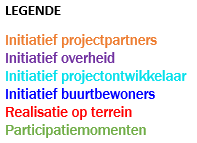 LEGENDE
Initiatief projectpartners
Initiatief overheid
Initiatief projectontwikkelaar
Initiatief buurtbewoners
Realisatie op terrein
Participatiemomenten